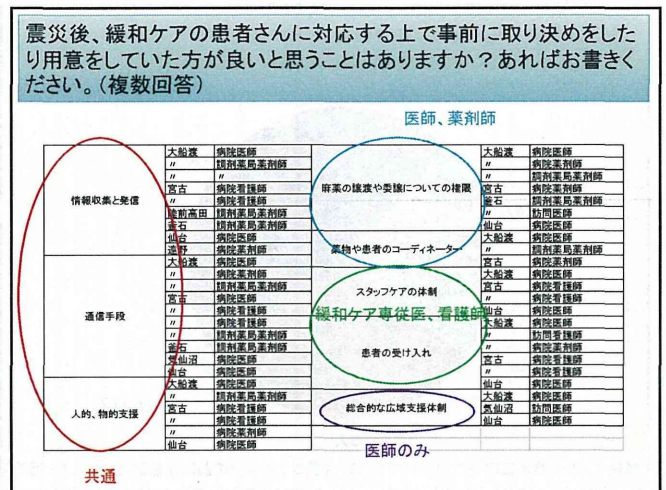 震災後、緩和ケアの患者さんに対応する上で事前に取り決めをした
り用意をしていた方が良いと思うことはありますか？あればお書きく
ださい。（複数回答）
医師、薬剤師
情報収集と発信
大船渡 病院医師
〃 調剤薬局薬剤師
〃 〃
宮古 病院看護師
〃 病院看護師
陸前高田 調剤薬局薬剤師
釜石 調剤薬局薬剤師
仙台 病院医師
遠野 病院薬剤師
通信手段
大船渡 病院医師
〃 病院薬剤師
〃 調剤薬局薬剤師
宮古 病院医師
〃 病院看護師
〃 病院看護師
〃 調剤薬局薬剤師
釜石 調剤薬局薬剤師
気仙沼 病院医師
仙台 病院医師
人的、物的支援
大船渡 病院医師
〃 調剤薬局薬剤師
宮古 病院看護師
〃 病院看護師
〃 病院薬剤師
仙台 病院医師
共通
麻薬の譲渡や委譲についての権限
大船渡 病院医師
〃 病院薬剤師
〃 調剤薬局薬剤師
宮古 病院薬剤師
釜石 調剤薬局薬剤師
〃 訪問医師
仙台 病院医師
薬物や患者のコーディネーター
大船渡 病院医師
〃 調剤薬局薬剤師
宮古 病院薬剤師
スタッフケアの体制
大船渡 病院医師
宮古 病院看護師
〃 病院看護師
仙台 病院医師
緩和ケア専従医、看護師
患者の受け入れ
大船渡 病院医師
〃 訪問看護師
〃 病院薬剤師
宮古 病院看護師
〃 病院看護師
仙台 病院医師
総合的な広域支援体制
大船渡 病院医師
気仙沼 訪問医師
仙台 病院医師
医師のみ